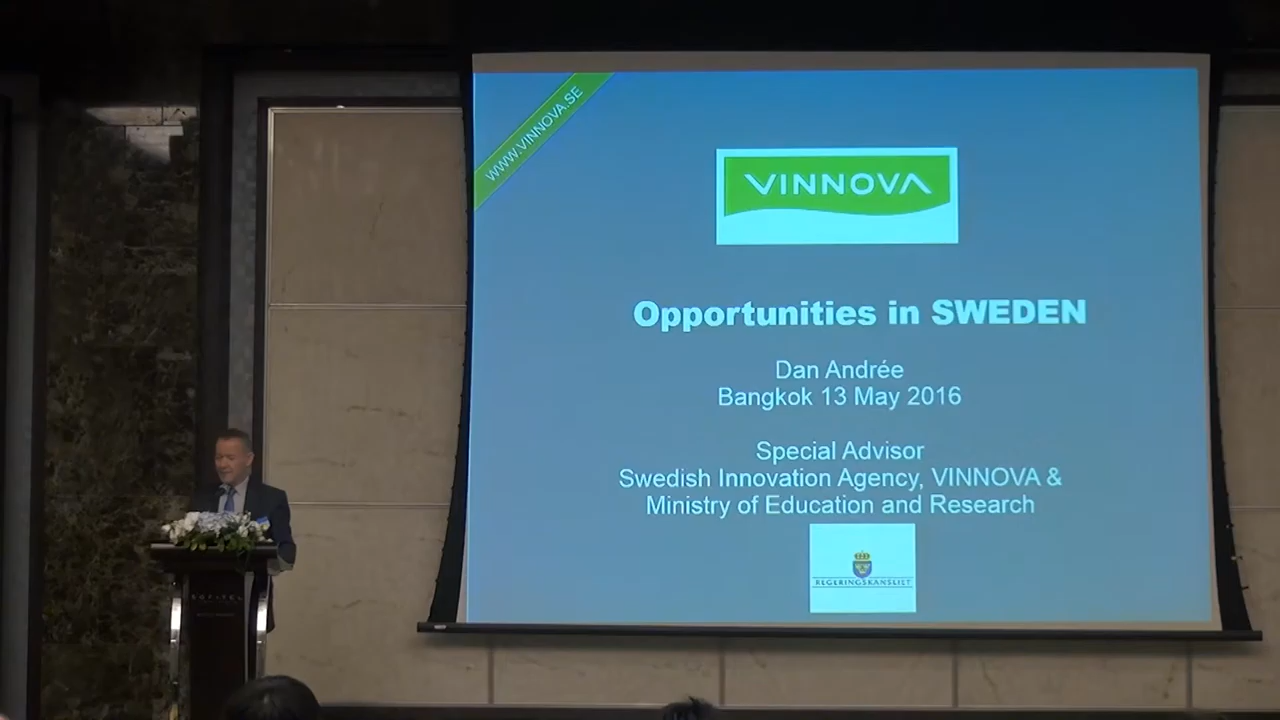 WWW.VINNOVA.SE
VINNOVA
Opportunities in SWEDEN
Dan Andrée
Bangkok 13 May 2016
Special Advisor
Swedish Innovation Agency, VINNOVA &
Ministry of Education and Research
REGERINGSKANSLIET
SOFITEL